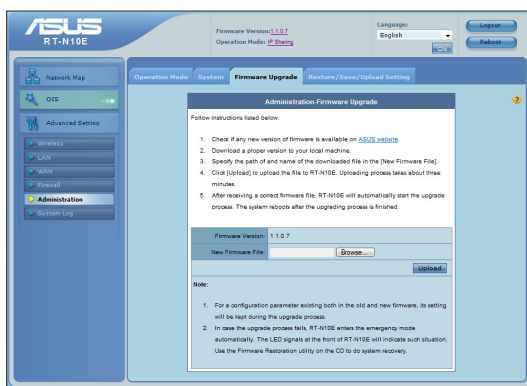 ASUS
RT-N10E
Firmware Version:1.1.0.7
Operation Mode: IP Sharing
Language:
English
OK
Logout
Reboot
Network Map
QIS
Advanced Setting
Wireless
LAN
WAN
Firewall
Administration
System Log
Operation Mode
System
Firmware Upgrade
Restore/Save/Upload Setting
Administration-Firmware Upgrade
Follow instructions listed below:
1. Check if any new version of firmware is available on ASUS website.
2. Download a proper version to your local machine.
3. Specify the path of and name of the downloaded file in the [New Firmware File].
4. Click [Upload] to upload the file to RT-N10E. Uploading process takes about three
minutes.
5. After receiving a correct firmware file, RT-N10E will automatically start the upgrade
process. The system reboots after the upgrading process is finished.
Firmware Version: 1.1.0.7
New Firmware File: Browse...
Upload
Note:
1. For a configuration parameter existing both in the old and new firmware, its setting
will be kept during the upgrade process.
2. In case the upgrade process fails, RT-N10E enters the emergency mode
automatically. The LED signals at the front of RT-N10E will indicate such situation.
Use the Firmware Restoration utility on the CD to do system recovery.